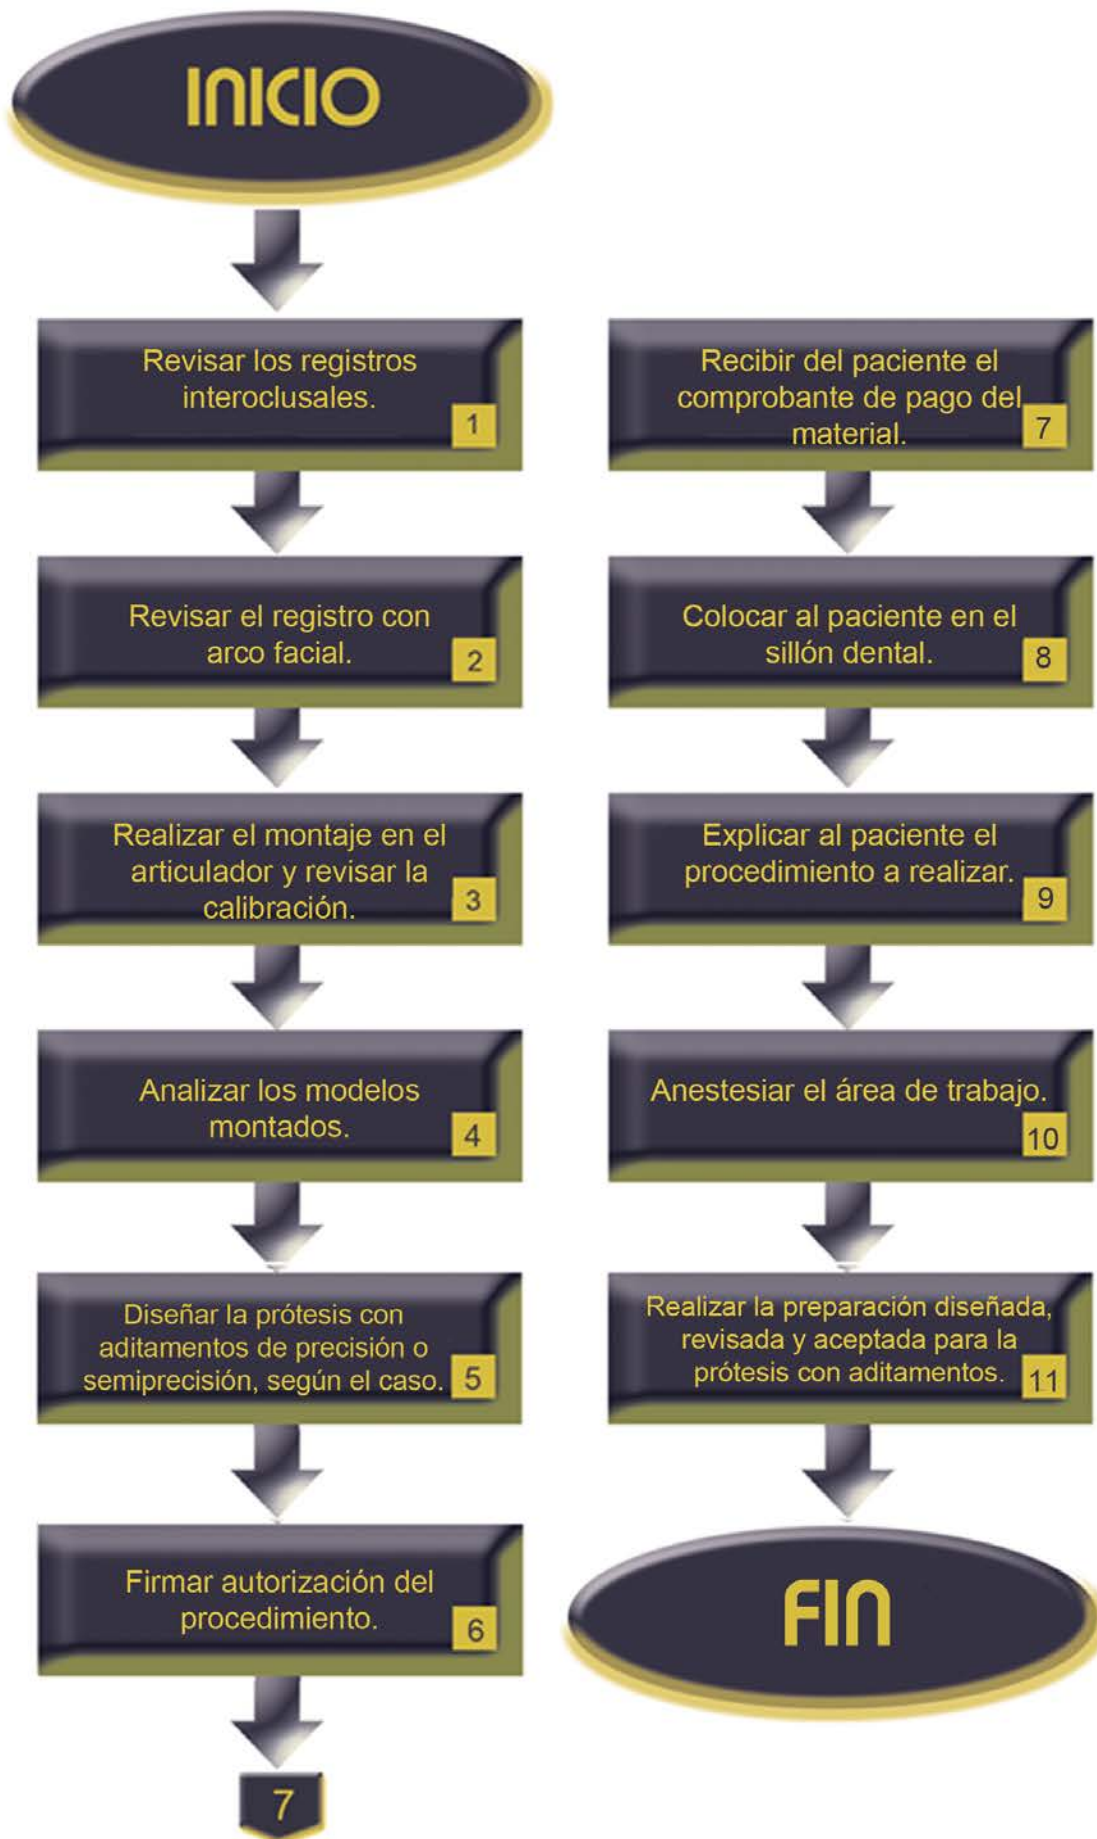 INICIO
Revisar los registros
interoclusales.
1
Revisar el registro con
arco facial.
2
Realizar el montaje en el
articulador y revisar la
calibración.
3
Analizar los modelos
montados.
4
Diseñar la prótesis con
aditamentos de precisión o
semiprecisión, según el caso.
5
Firmar autorización del
procedimiento.
6
7
Recibir del paciente el
comprobante de pago del
material.
7
Colocar al paciente en el
sillón dental.
8
Explicar al paciente el
procedimiento a realizar.
9
Anestesiar el área de trabajo.
10
Realizar la preparación diseñada,
revisada y aceptada para la
prótesis con aditamentos.
11
FIN